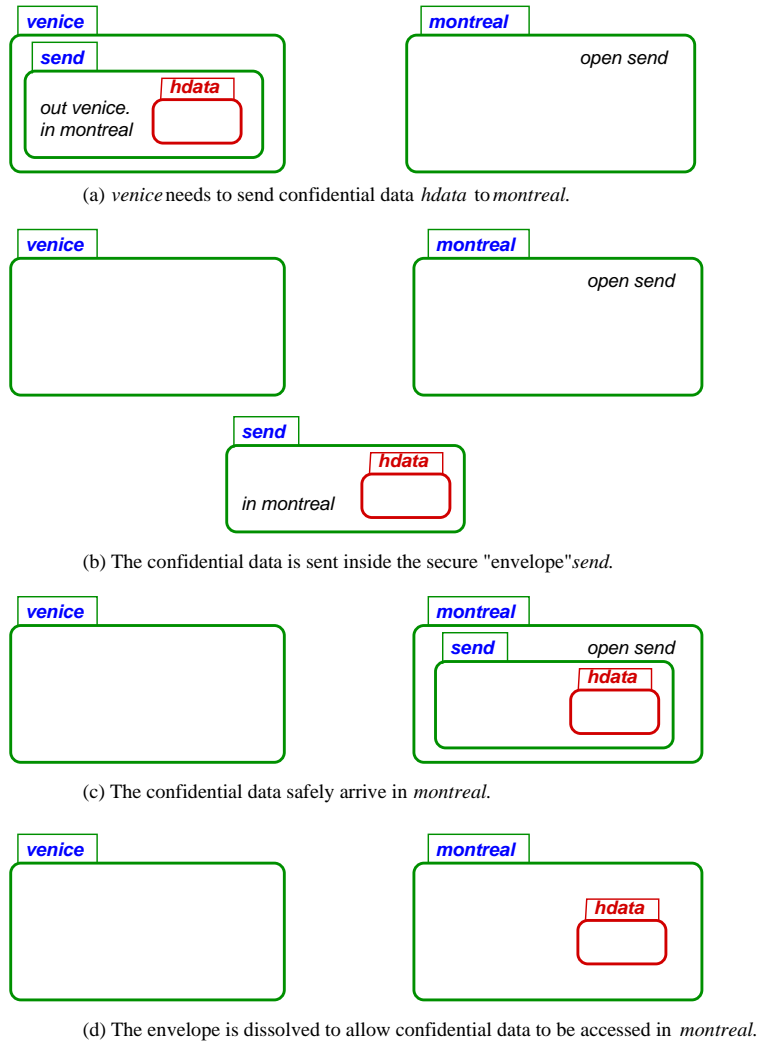 venice montreal
send open send
hdata
out venice.
in montreal
(a) venice needs to send confidential data hdata to montreal.
venice montreal
open send
send
hdata
in montreal
(b) The confidential data is sent inside the secure "envelope" send.
venice montreal
send open send
hdata
(c) The confidential data safely arrive in montreal.
venice montreal
hdata
(d) The envelope is dissolved to allow confidential data to be accessed in montreal.